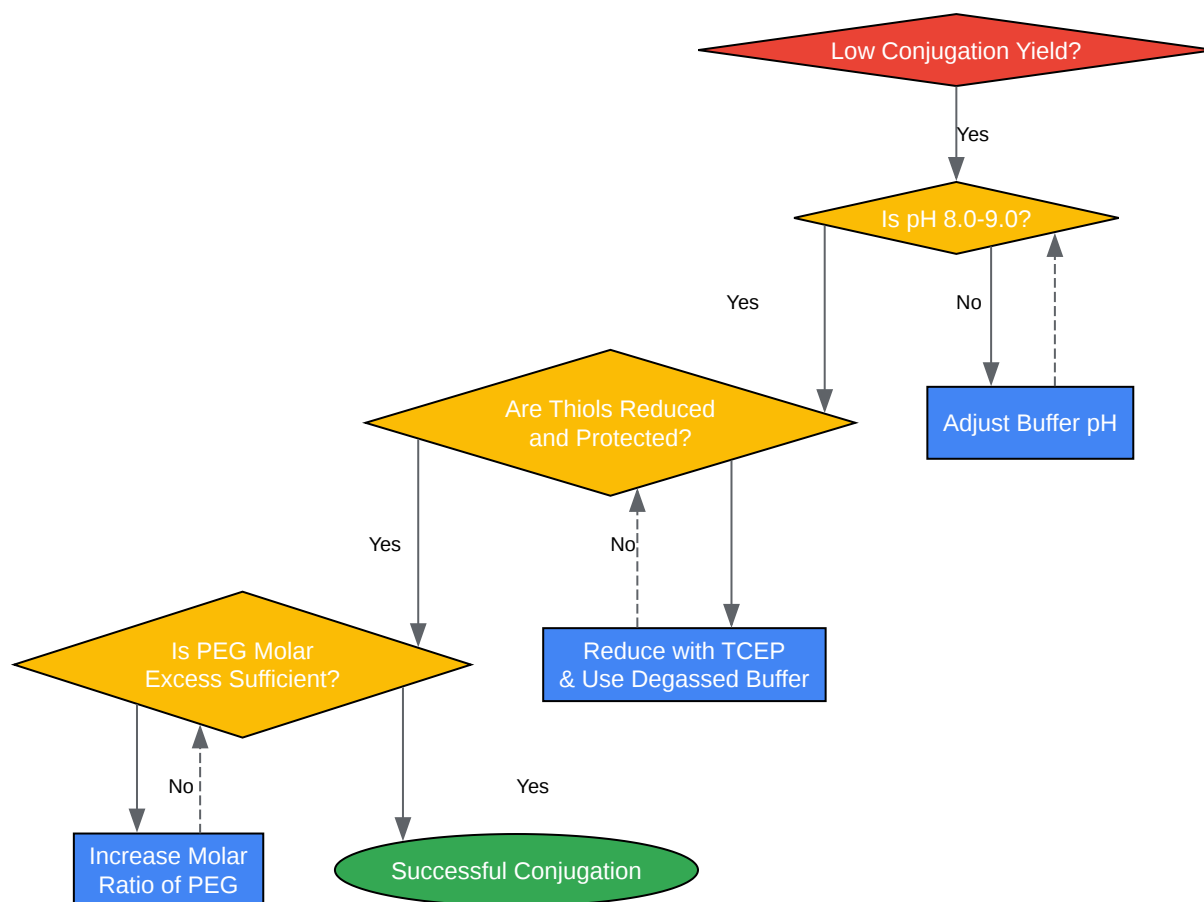 Low Conjugation Yield?
Yes
Is pH 8.0-9.0?
Yes
No
Are Thiols Reduced
and Protected?
Adjust Buffer pH
Yes
No
Is PEG Molar
Excess Sufficient?
Reduce with TCEP
& Use Degassed Buffer
No
Yes
Increase Molar
Ratio of PEG
Successful Conjugation